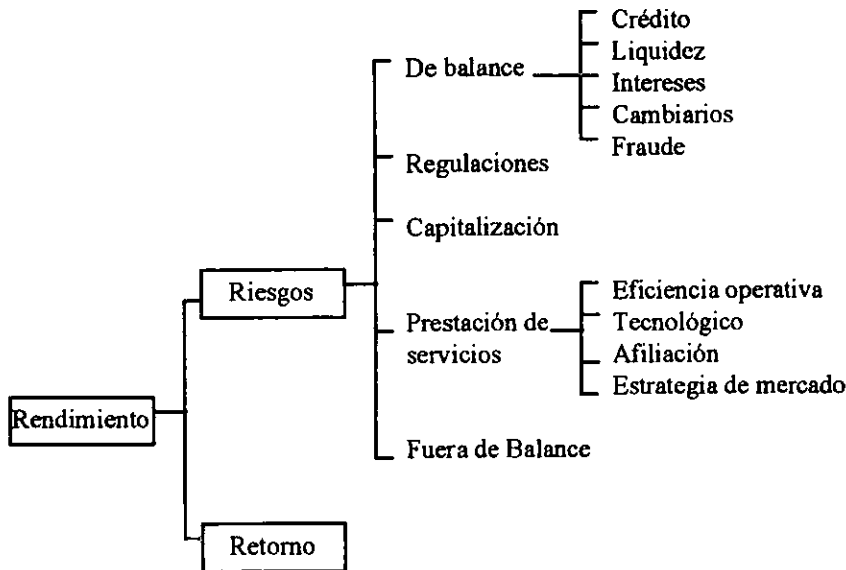 Crédito
Liquidez
De balance
Intereses
Cambiarios
Fraude
Regulaciones
Capitalización
Riesgos
Eficiencia operativa
Prestación de
Tecnológico
servicios
Afiliación
Estrategia de mercado
Rendimiento
Fuera de Balance
Retorno